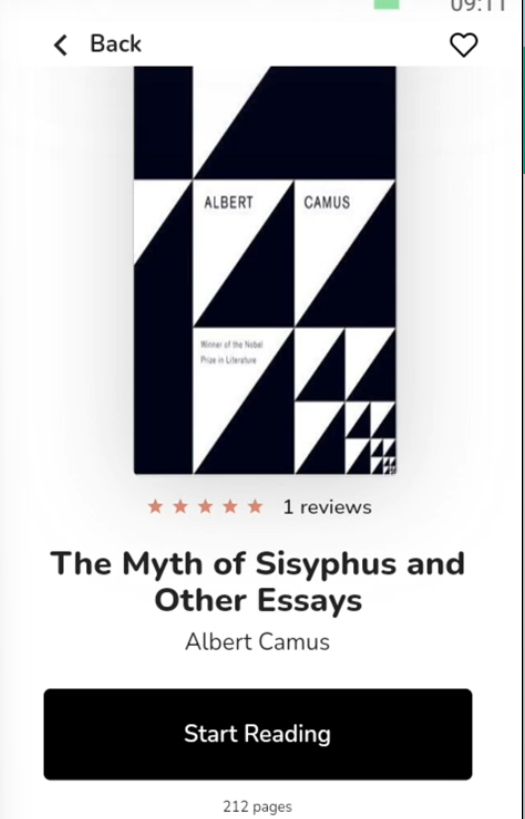 09:11
Back
ALBERT CAMUS
Winner of the Nobel
Prize in Literature
1 reviews
The Myth of Sisyphus and
Other Essays
Albert Camus
Start Reading
212 pages